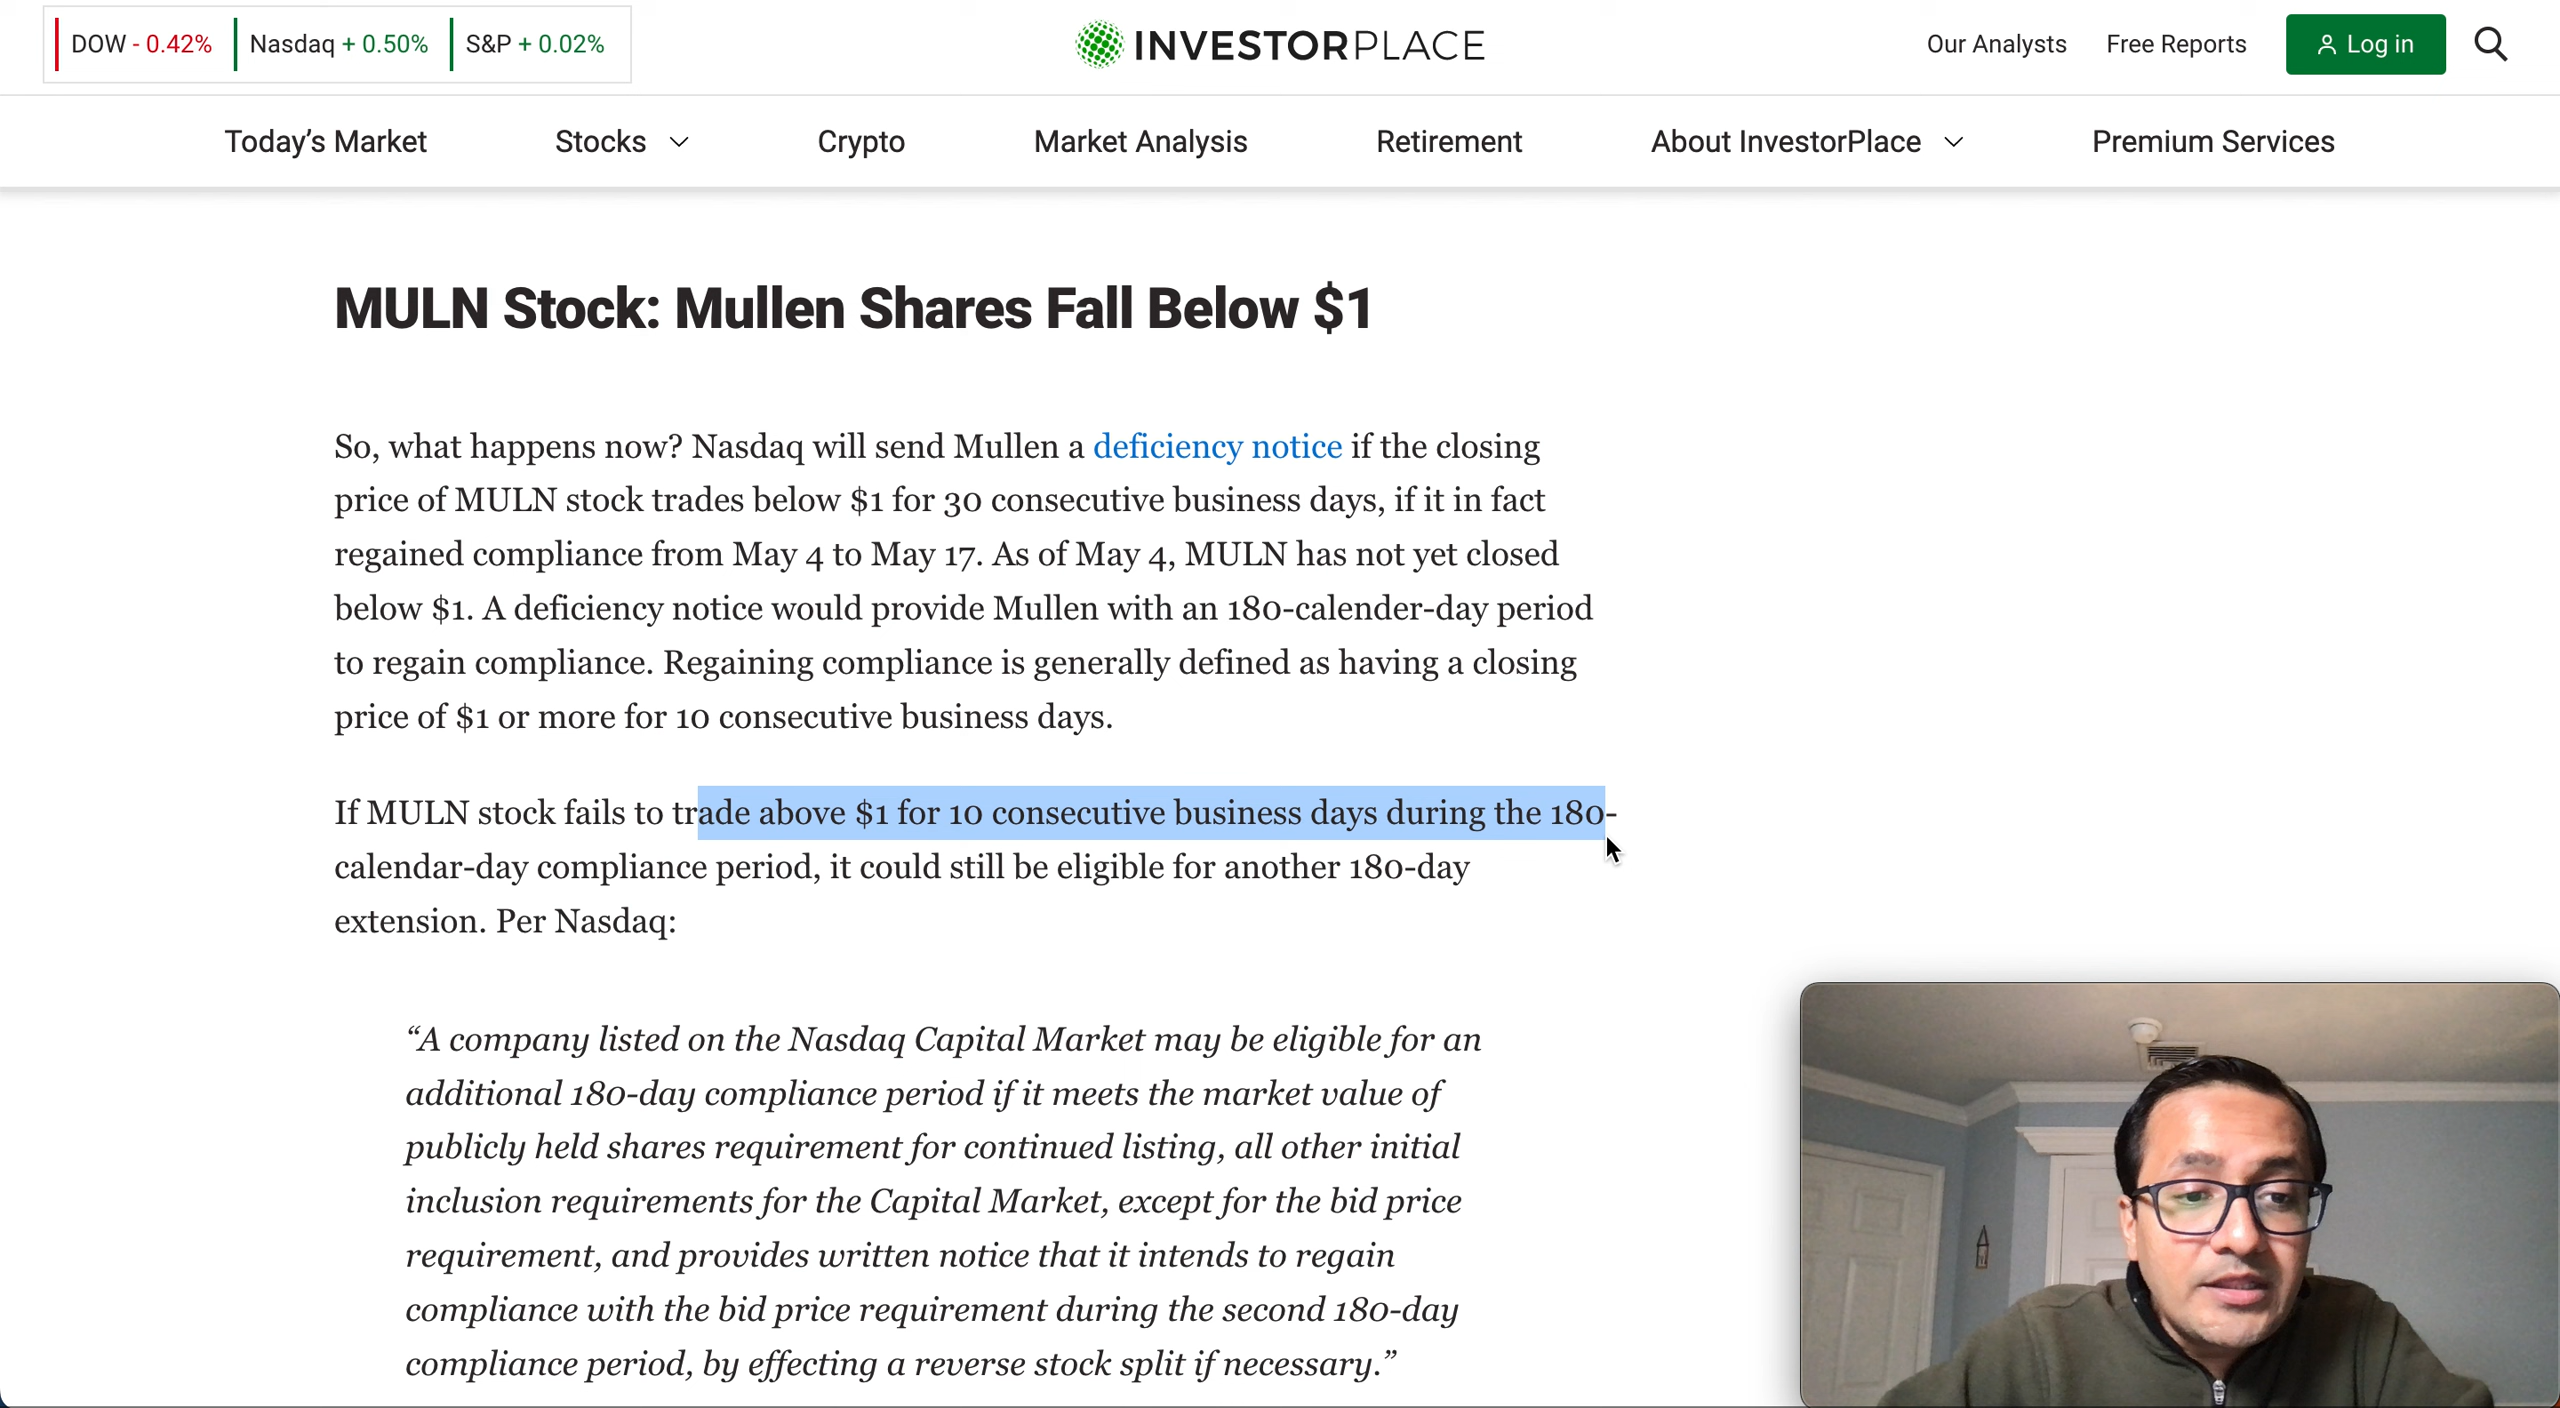 DOW - 0.42% Nasdaq + 0.50% S&P + 0.02%
INVESTORPLACE
Our Analysts Free Reports Log in
Today’s Market Stocks Crypto Market Analysis Retirement About InvestorPlace Premium Services
MULN Stock: Mullen Shares Fall Below $1
So, what happens now? Nasdaq will send Mullen a deficiency notice if the closing
price of MULN stock trades below $1 for 30 consecutive business days, if it in fact
regained compliance from May 4 to May 17. As of May 4, MULN has not yet closed
below $1. A deficiency notice would provide Mullen with an 180-calender-day period
to regain compliance. Regaining compliance is generally defined as having a closing
price of $1 or more for 10 consecutive business days.
If MULN stock fails to trade above $1 for 10 consecutive business days during the 180-
calendar-day compliance period, it could still be eligible for another 180-day
extension. Per Nasdaq:
“A company listed on the Nasdaq Capital Market may be eligible for an
additional 180-day compliance period if it meets the market value of
publicly held shares requirement for continued listing, all other initial
inclusion requirements for the Capital Market, except for the bid price
requirement, and provides written notice that it intends to regain
compliance with the bid price requirement during the second 180-day
compliance period, by effecting a reverse stock split if necessary.”